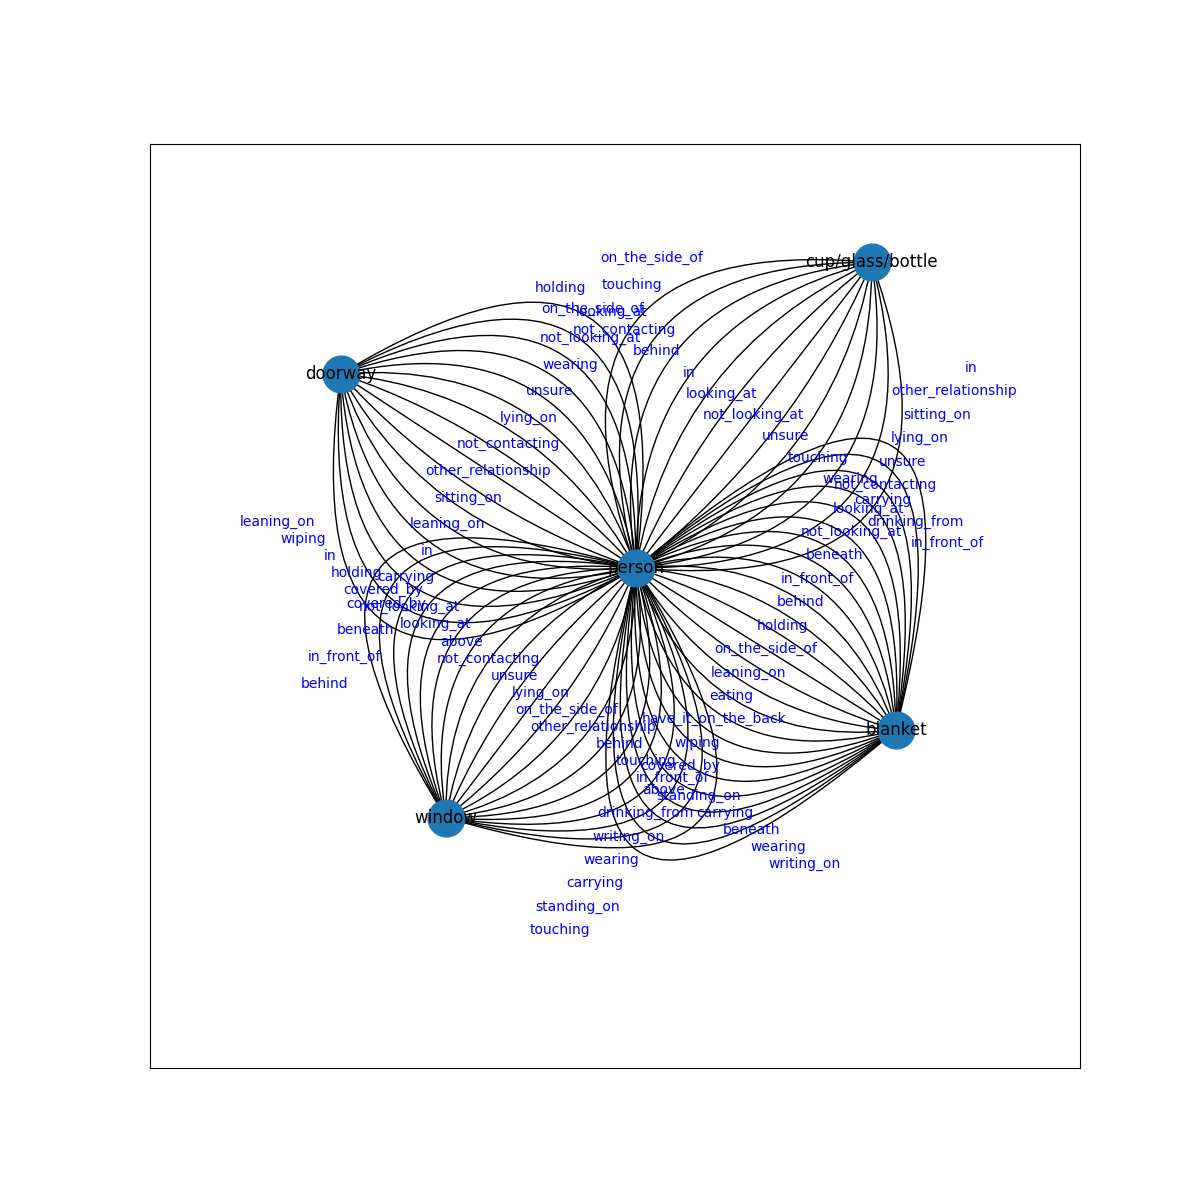 on_the_side_of
cup/glass/bottle
touching
holding
on_the_side_of
looking_at
not_contacting
not_looking_at
behind
wearing
in
in
doorway
unsure
looking_at
other_relationship
lying_on
not_looking_at
sitting_on
not_contacting
unsure
lying_on
touching
unsure
other_relationship
wearing
not_contacting
sitting_on
carrying
looking_at
leaning_on
leaning_on
drinking_from
wiping
not_looking_at
in_front_of
in
in
beneath
holding
person
carrying
in_front_of
covered_by
covered_by
not_looking_at
behind
beneath
looking_at
holding
above
in_front_of
not_contacting
on_the_side_of
behind
unsure
leaning_on
lying_on
eating
on_the_side_of
have_it_on_the_back
other_relationship
blanket
behind
wiping
touching
covered_by
in_front_of
above
standing_on
window
drinking_from
carrying
writing_on
beneath
wearing
wearing
writing_on
carrying
standing_on
touching